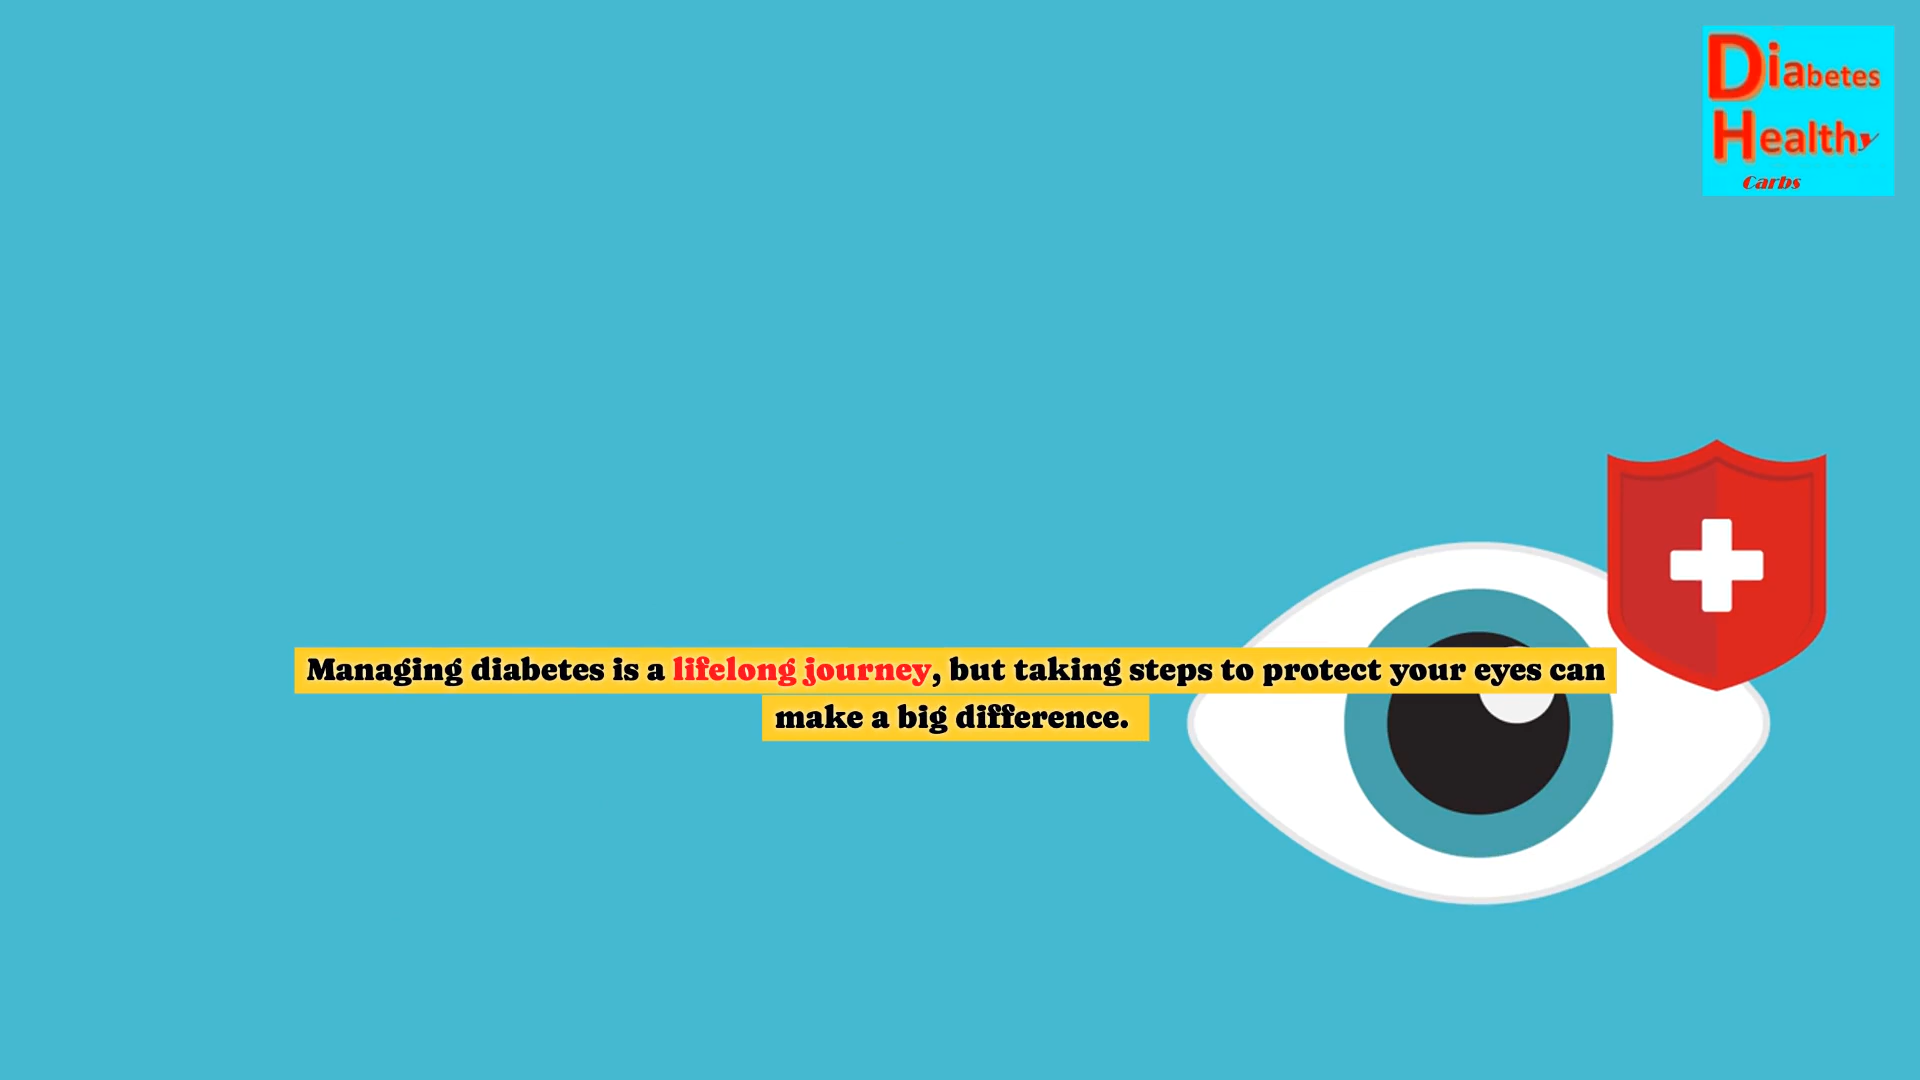 Diabetes
Healthy
Carbs
Managing diabetes is a lifelong journey, but taking steps to protect your eyes can
make a big difference.